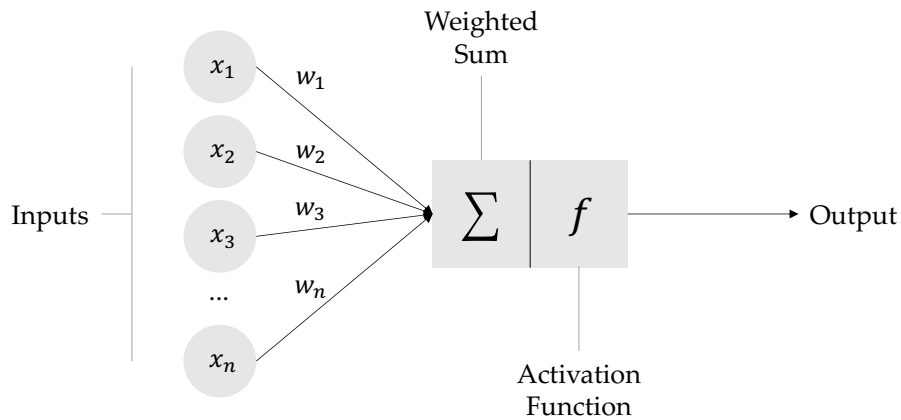 Weighted
Sum
x₁
w₁
x₂
w₂
Inputs
x₃
w₃
∑
f
Output
...
wₙ
xₙ
Activation
Function